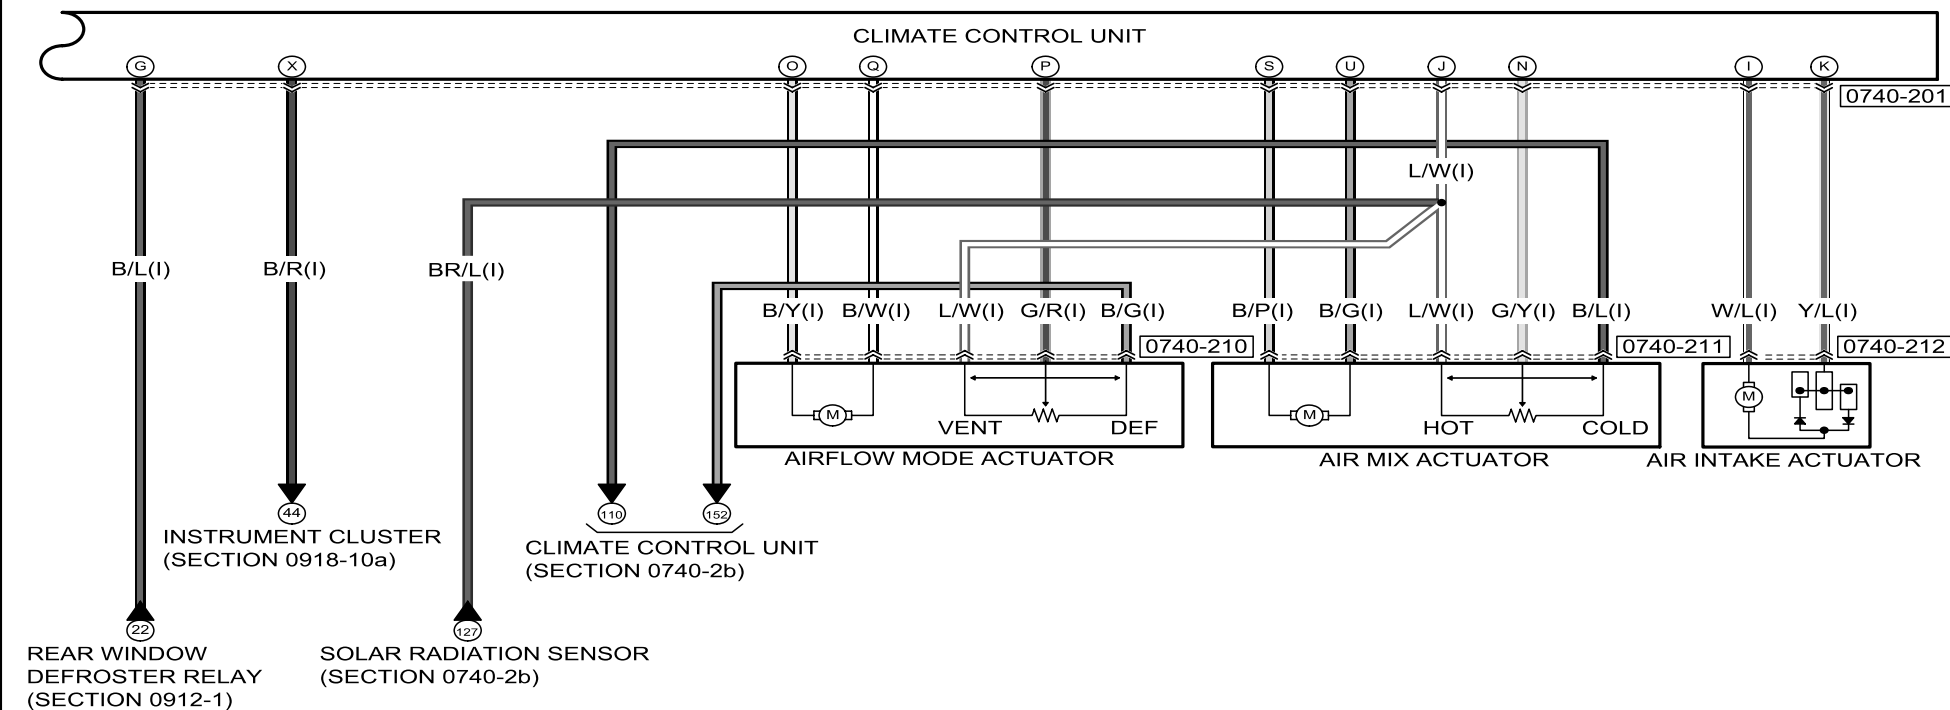 CLIMATE CONTROL UNIT
G X O Q P S U J N I K
0740-201
L/W(I)
B/L(I) B/R(I) BR/L(I)
B/Y(I) B/W(I) L/W(I) G/R(I) B/G(I) B/P(I) B/G(I) L/W(I) G/Y(I) B/L(I) W/L(I) Y/L(I)
0740-210 0740-211 0740-212
M M M
VENT DEF HOT COLD
AIRFLOW MODE ACTUATOR AIR MIX ACTUATOR AIR INTAKE ACTUATOR
44 110 152
INSTRUMENT CLUSTER
(SECTION 0918-10a)
CLIMATE CONTROL UNIT
(SECTION 0740-2b)
22 127
REAR WINDOW
DEFROSTER RELAY
(SECTION 0912-1)
SOLAR RADIATION SENSOR
(SECTION 0740-2b)